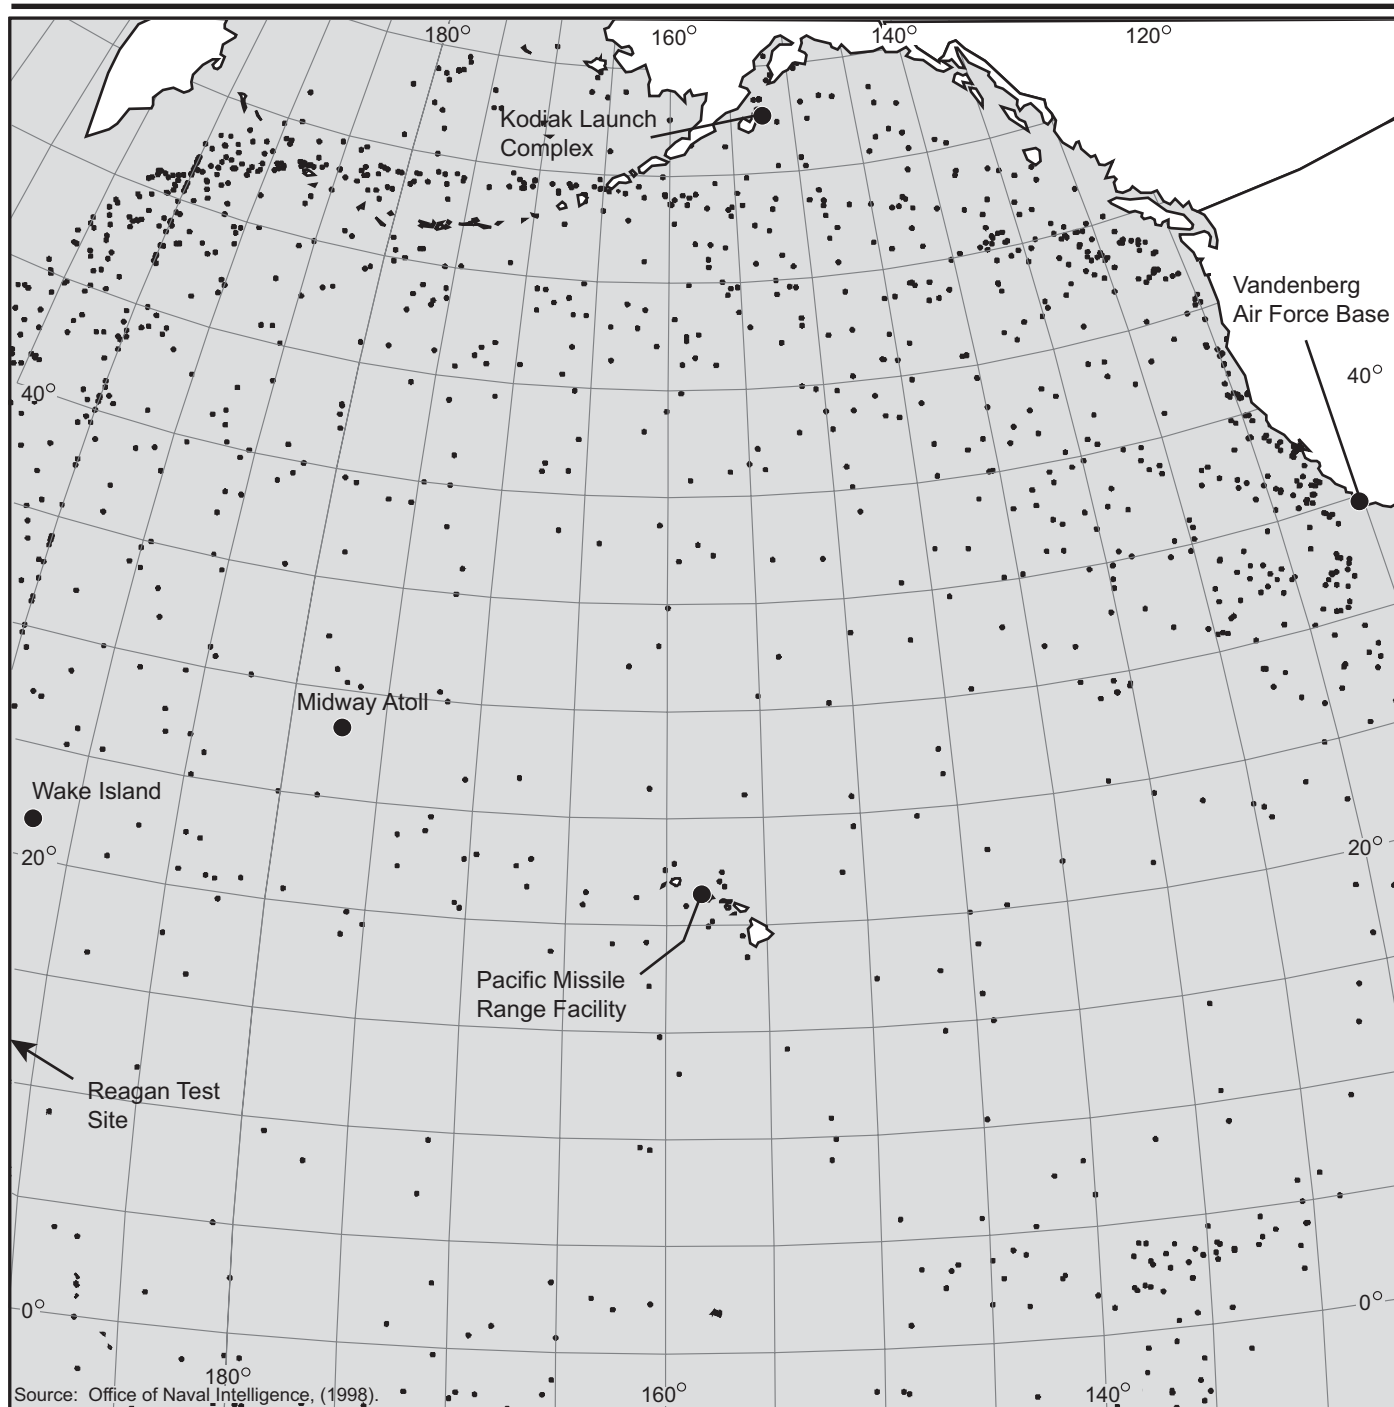 180°
160°
140°
120°
Kodiak Launch
Complex
Vandenberg
Air Force Base
40°
40°
Midway Atoll
Wake Island
20°
20°
Pacific Missile
Range Facility
Reagan Test
Site
0°
0°
180°
160°
140°
Source: Office of Naval Intelligence, (1998).